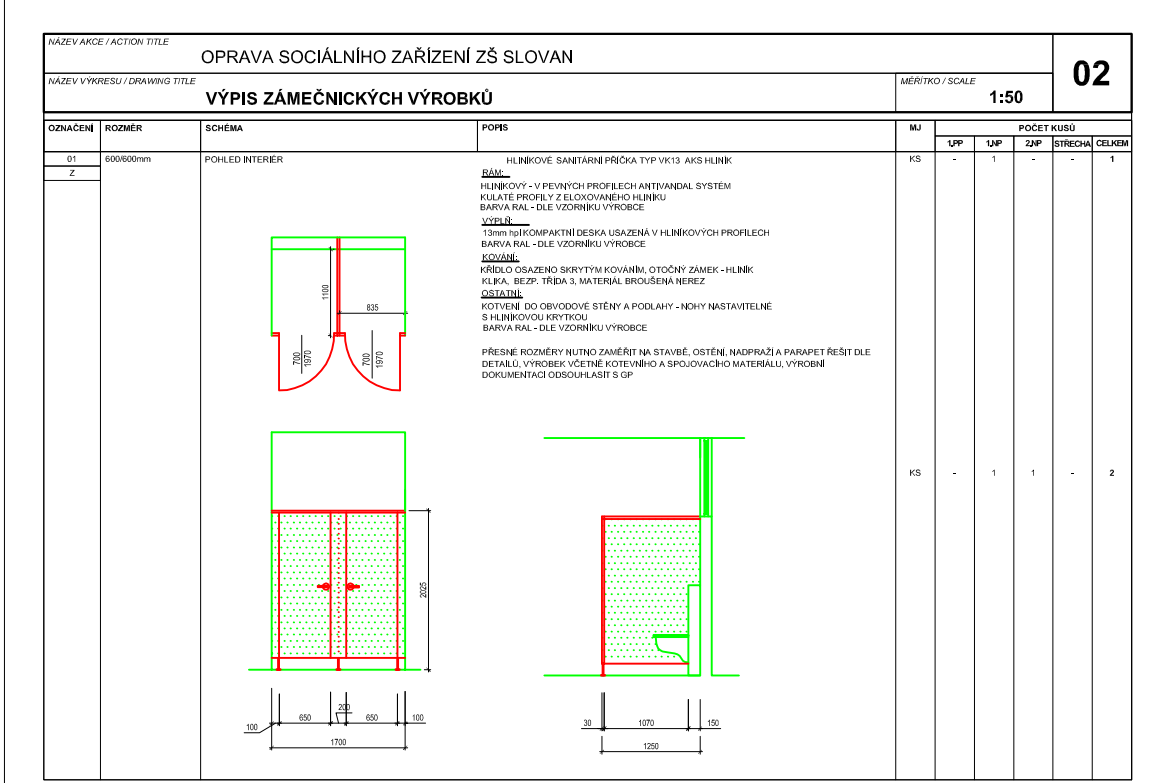 NÁZEV AKCE / ACTION TITLE
OPRAVA SOCIÁLNÍHO ZAŘÍZENÍ ZŠ SLOVAN
02
NÁZEV VÝKRESU / DRAWING TITLE
VÝPIS ZÁMEČNICKÝCH VÝROBKŮ
MĚŘÍTKO / SCALE
1:50
OZNAČENÍ ROZMĚR SCHÉMA POPIS MJ POČET KUSŮ
1.PP 1.NP 2.NP STŘECHA CELKEM
01 600/600mm POHLED INTERIÉR HLINÍKOVÉ SANITÁRNÍ PŘÍČKA TYP VK13 AKS HLINÍK KS - 1 - - 1
Z
RÁM:
HLINÍKOVÝ - V PEVNÝCH PROFILECH ANTIVANDAL SYSTÉM
KULATÉ PROFILY Z ELOXOVANÉHO HLINÍKU
BARVA RAL - DLE VZORNÍKU VÝROBCE
VÝPLŇ:
13mm hpl KOMPAKTNÍ DESKA USAZENÁ V HLINÍKOVÝCH PROFILECH
BARVA RAL - DLE VZORNÍKU VÝROBCE
KOVÁNÍ:
KŘÍDLO OSAZENO SKRYTÝM KOVÁNÍM, OTOČNÝ ZÁMEK - HLINÍK
KLIKA, BEZP. TŘÍDA 3, MATERIÁL BROUŠENÁ NEREZ
OSTATNÍ:
KOTVENÍ DO OBVODOVÉ STĚNY A PODLAHY - NOHY NASTAVITELNÉ
S HLINÍKOVOU KRYTKOU
BARVA RAL - DLE VZORNÍKU VÝROBCE
PŘESNÉ ROZMĚRY NUTNO ZAMĚŘIT NA STAVBĚ, OSTĚNÍ, NADPRAŽÍ A PARAPET ŘEŠIT DLE
DETAILŮ, VÝROBEK VČETNĚ KOTEVNÍHO A SPOJOVACÍHO MATERIÁLU, VÝROBNÍ
DOKUMENTACI ODSOUHLASIT S GP
1100
835
700
1970
700
1970
KS - 1 1 - 2
2025
100 650 200 650 100
1700
30 1070 150
1250